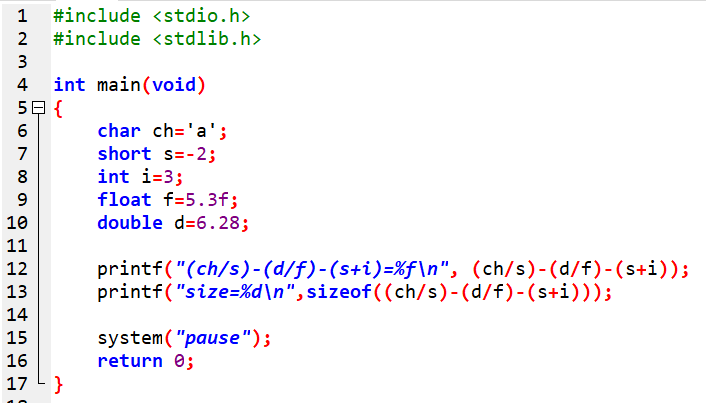 1 #include <stdio.h>
2 #include <stdlib.h>
3
4 int main(void)
5 {
6 char ch='a';
7 short s=-2;
8 int i=3;
9 float f=5.3f;
10 double d=6.28;
11
12 printf("(ch/s)-(d/f)-(s+i)=%f\n", (ch/s)-(d/f)-(s+i));
13 printf("size=%d\n",sizeof((ch/s)-(d/f)-(s+i)));
14
15 system("pause");
16 return 0;
17 }